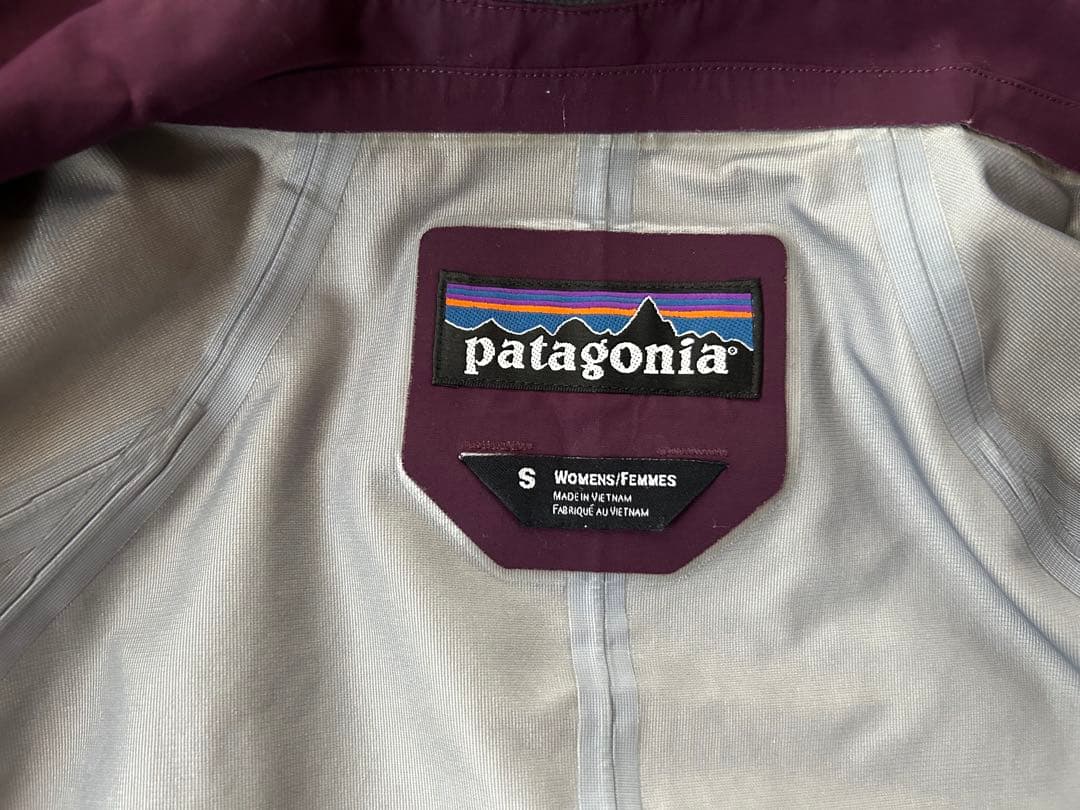 patagonia®
S WOMENS/FEMMES
MADE IN VIETNAM
FABRIQUÉ AU VIETNAM